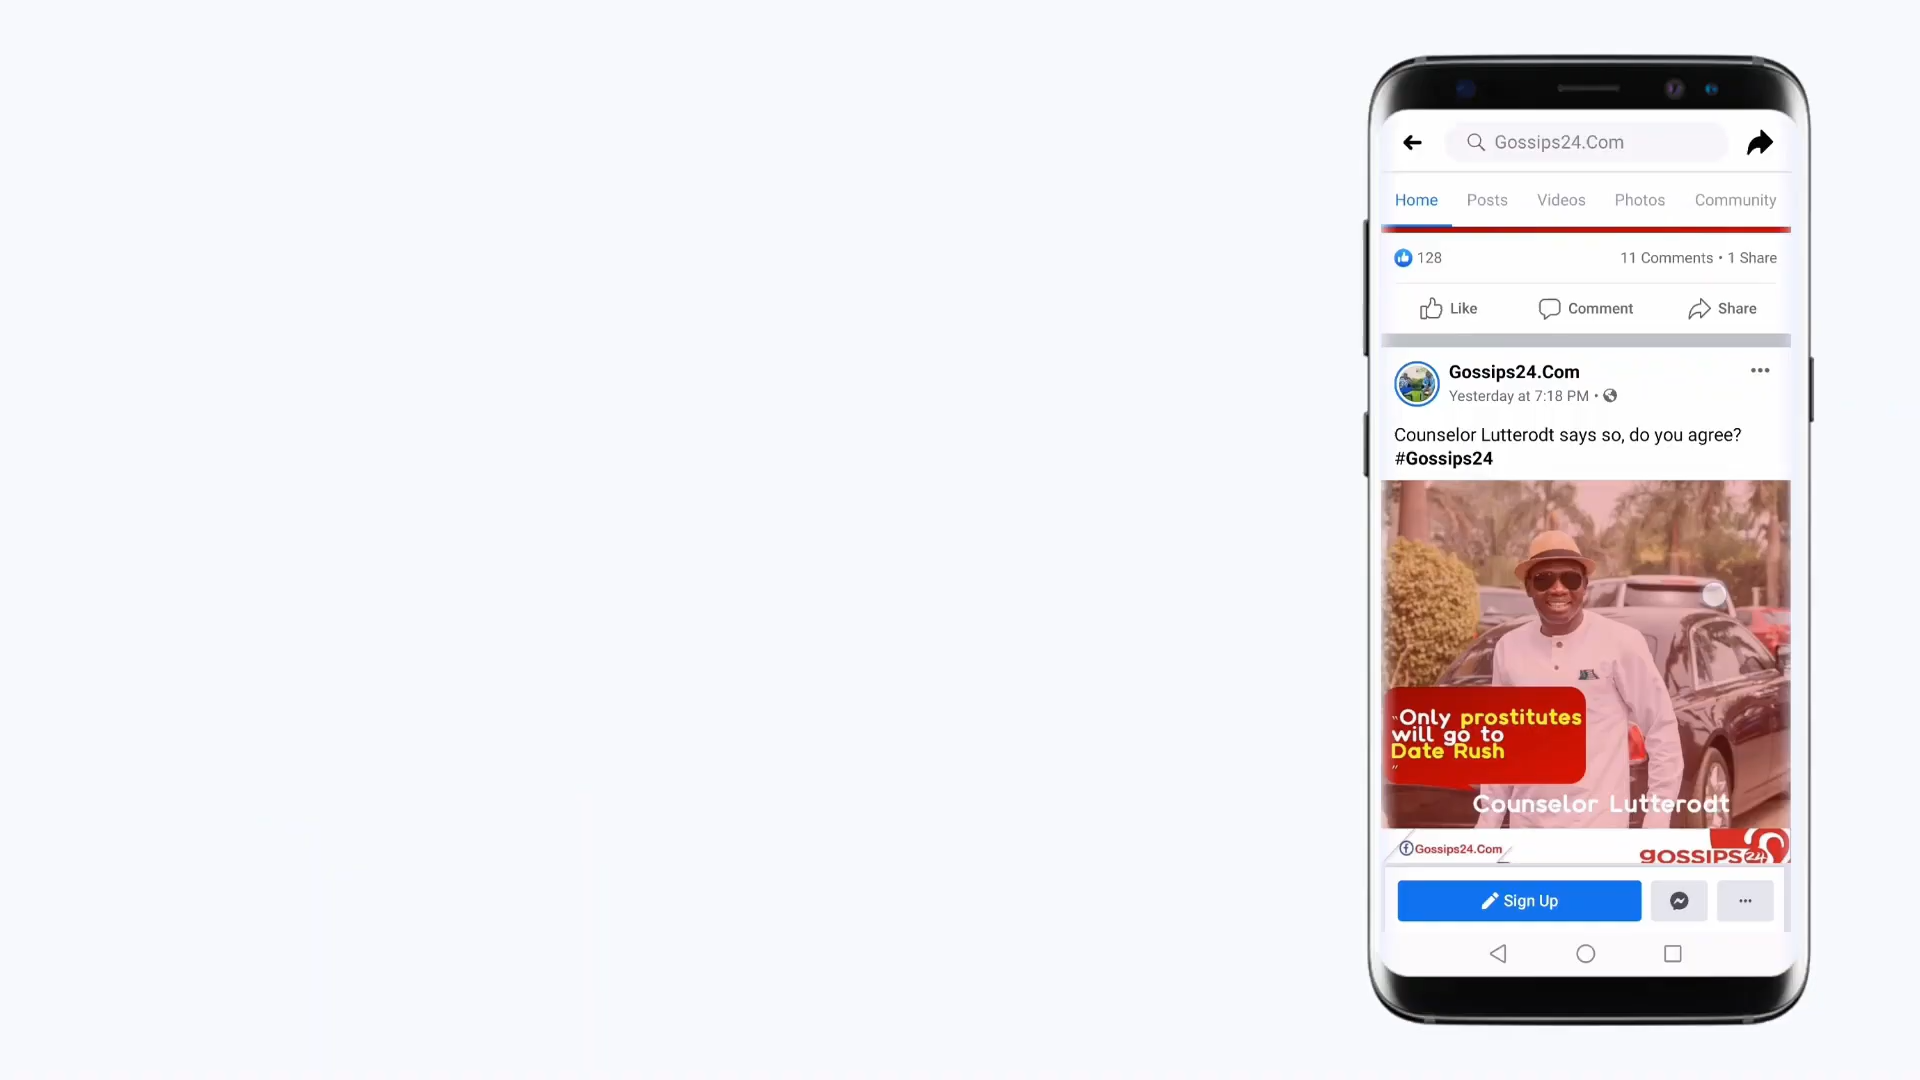 Gossips24.Com
Home Posts Videos Photos Community
128 11 Comments • 1 Share
Like Comment Share
Gossips24.Com
Yesterday at 7:18 PM •
Counselor Lutterodt says so, do you agree?
#Gossips24
"Only prostitutes
will go to
Date Rush
"
Counselor Lutterodt
Gossips24.Com
gossips24
Sign Up